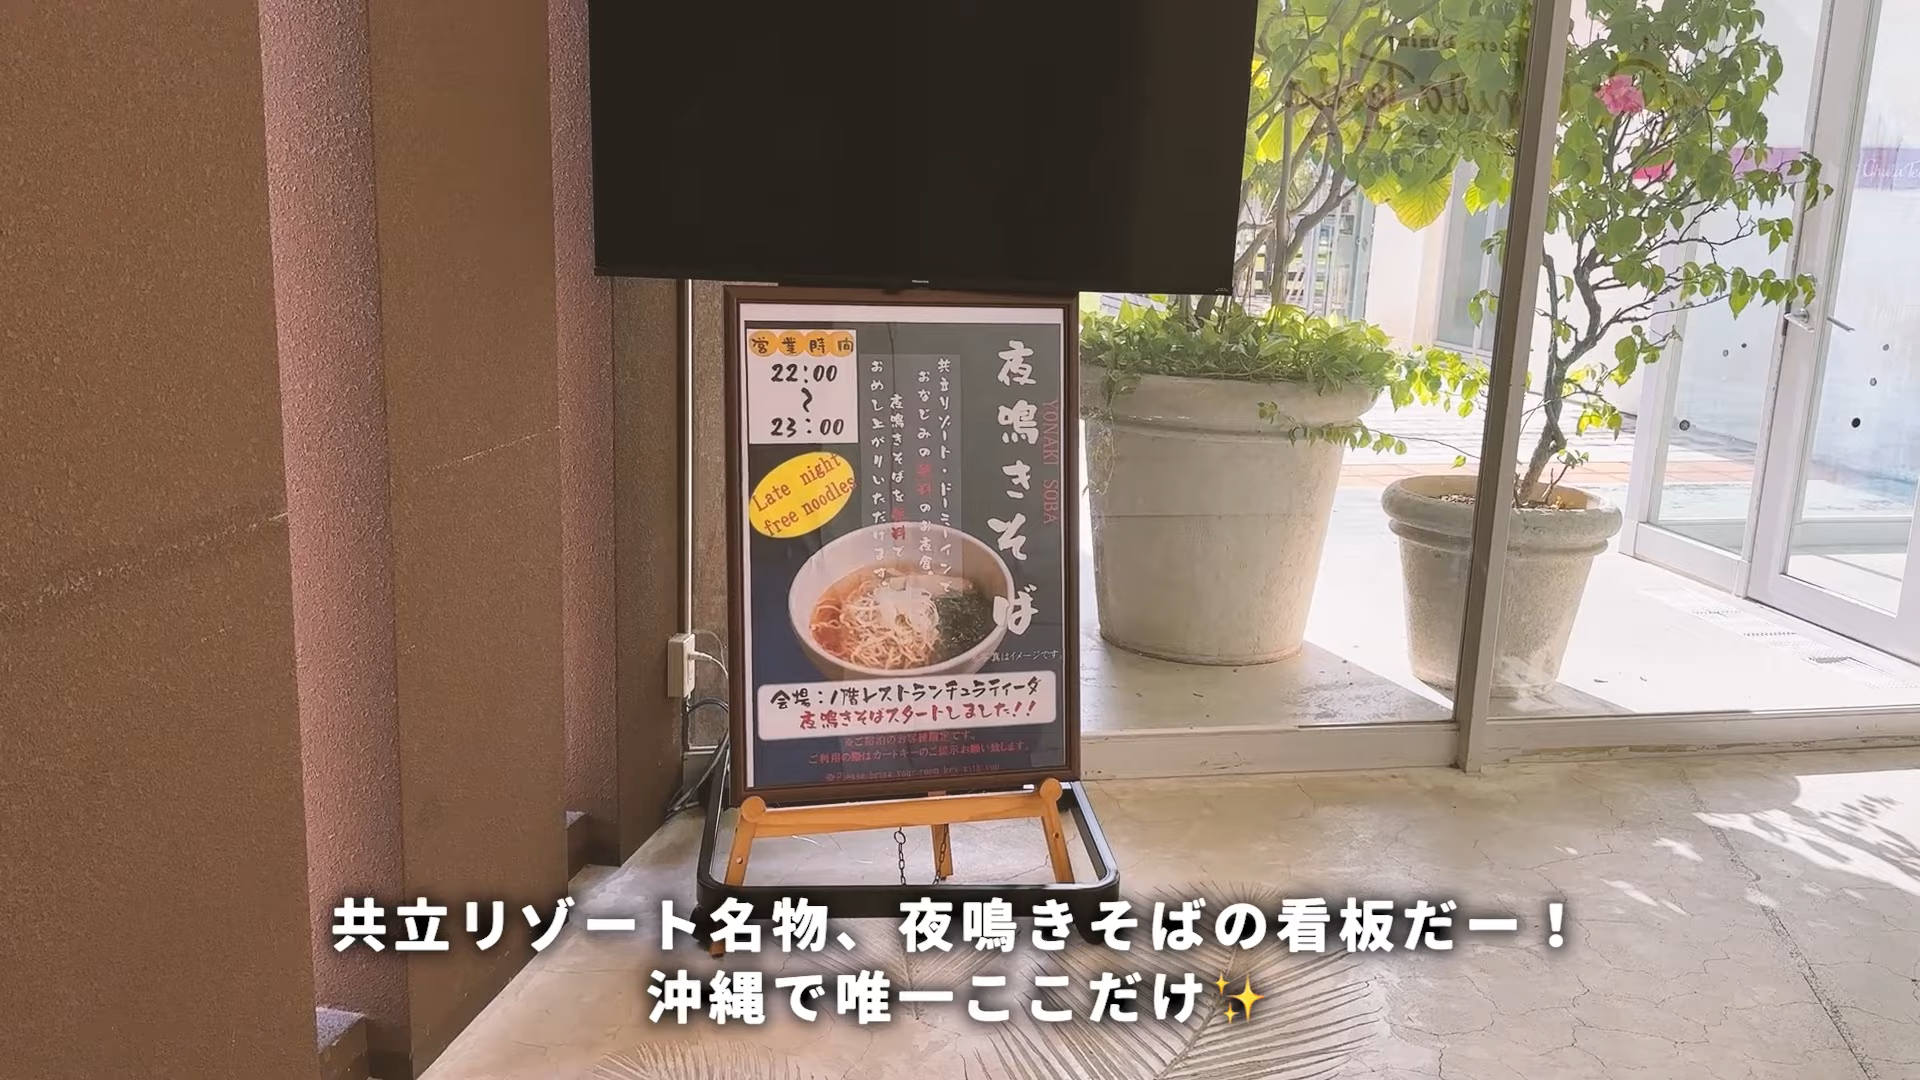 営業時間
22:00
〜
23:00
Late night
free noodles
夜鳴きそば
YONAKI SOBA
共立リゾート・ドーミーインで
おなじみの無料のお夜食、
夜鳴きそばを無料で
おめし上がりいただけます。
写真はイメージです。
会場:1階レストランチュラティーダ
夜鳴きそばスタートしました!!
※ご宿泊のお客様限定です。
ご利用の際はカードキーのご提示お願い致します。
※Please bring your room key with you
共立リゾート名物、夜鳴きそばの看板だー！
沖縄で唯一ここだけ✨